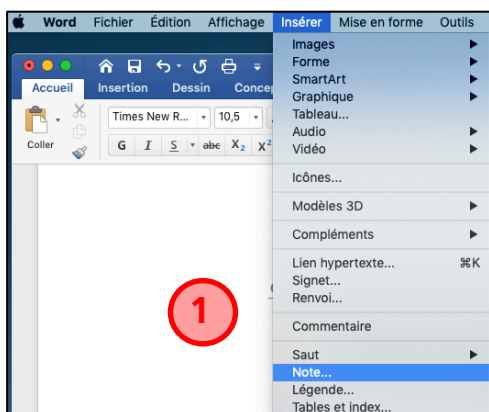 Word Fichier Édition Affichage Insérer Mise en forme Outils
Accueil Insertion Dessin
Times New R... 10,5
Coller G I S abc X₂ X²
1
Images
Forme
SmartArt
Graphique
Tableau...
Audio
Vidéo
Icônes...
Modèles 3D
Compléments
Lien hypertexte... ⌘K
Signet...
Renvoi...
Commentaire
Saut
Note...
Légende...
Tables et index...